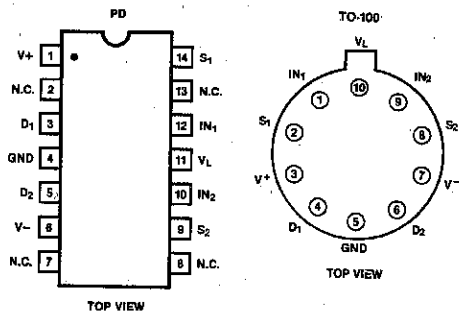 PD
V+ 1 14 S1
N.C. 2 13 N.C.
D1 3 12 IN1
GND 4 11 VL
D2 5 10 IN2
V− 6 9 S2
N.C. 7 8 N.C.
TOP VIEW
TO-100
VL
IN1 10 IN2
1 9
S1 2 8 S2
V+ 3 7 V−
4 6
D1 5 D2
GND
TOP VIEW